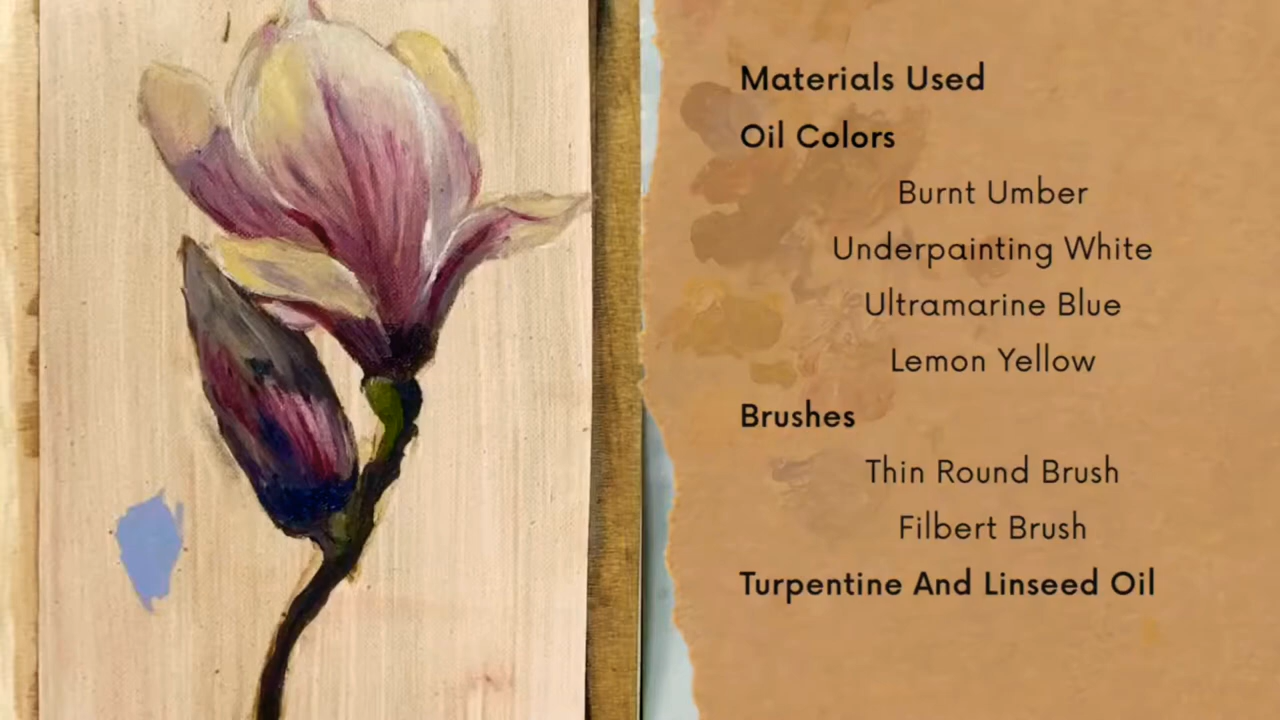 Materials Used
Oil Colors
Burnt Umber
Underpainting White
Ultramarine Blue
Lemon Yellow
Brushes
Thin Round Brush
Filbert Brush
Turpentine And Linseed Oil